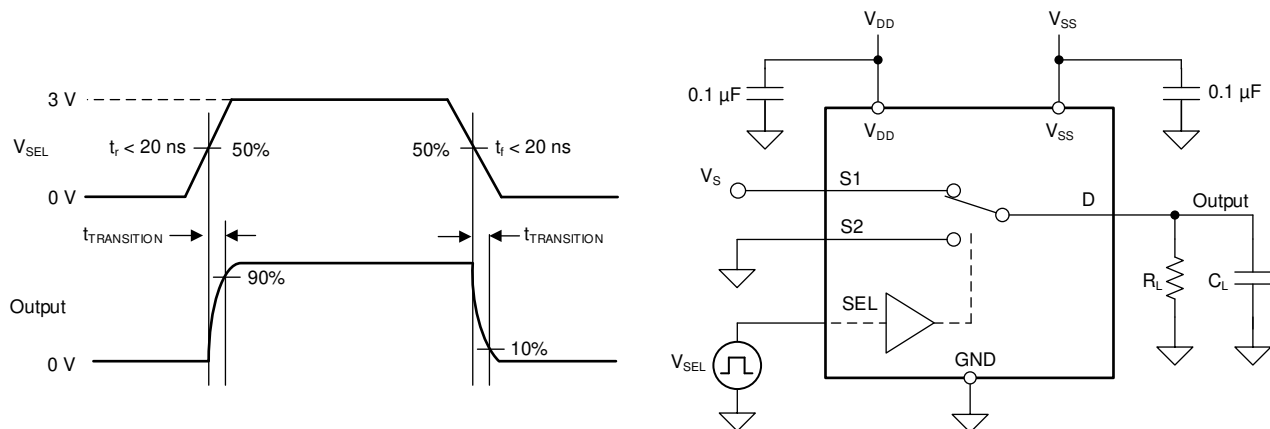 3 V
V_SEL
t_r < 20 ns
50%
50%
t_f < 20 ns
0 V
t_TRANSITION
t_TRANSITION
90%
Output
10%
0 V
V_DD
V_SS
0.1 µF
0.1 µF
V_DD
V_SS
V_S
S1
D
Output
S2
R_L
C_L
SEL
V_SEL
GND